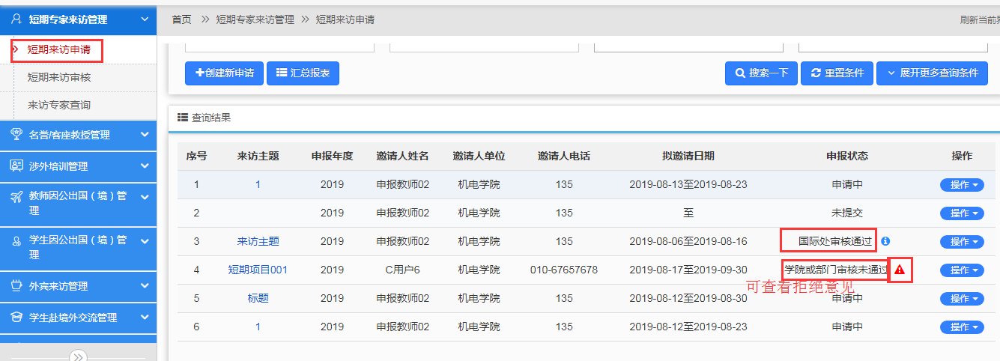 短期专家来访管理
短期来访申请
短期来访审核
来访专家查询
名誉/客座教授管理
涉外培训管理
教师因公出国（境）管
理
学生因公出国（境）管
理
外宾来访管理
学生赴境外交流管理
首页 短期专家来访管理 短期来访申请
刷新当前
创建新申请 汇总报表 搜索一下 重置条件 展开更多查询条件
查询结果
序号 来访主题 申报年度 邀请人姓名 邀请人单位 邀请人电话 拟邀请日期 申报状态 操作
1 1 2019 申报教师02 机电学院 135 2019-08-13至2019-08-23 申请中 操作
2 2019 申报教师02 机电学院 135 至 未提交 操作
3 来访主题 2019 申报教师02 机电学院 135 2019-08-06至2019-08-16 国际处审核通过 操作
4 短期项目001 2019 C用户6 机电学院 010-67657678 2019-08-17至2019-09-30 学院或部门审核未通过 操作
可查看拒绝意见
5 标题 2019 申报教师02 机电学院 135 2019-08-12至2019-08-30 申请中 操作
6 1 2019 申报教师02 机电学院 135 2019-08-12至2019-08-23 申请中 操作